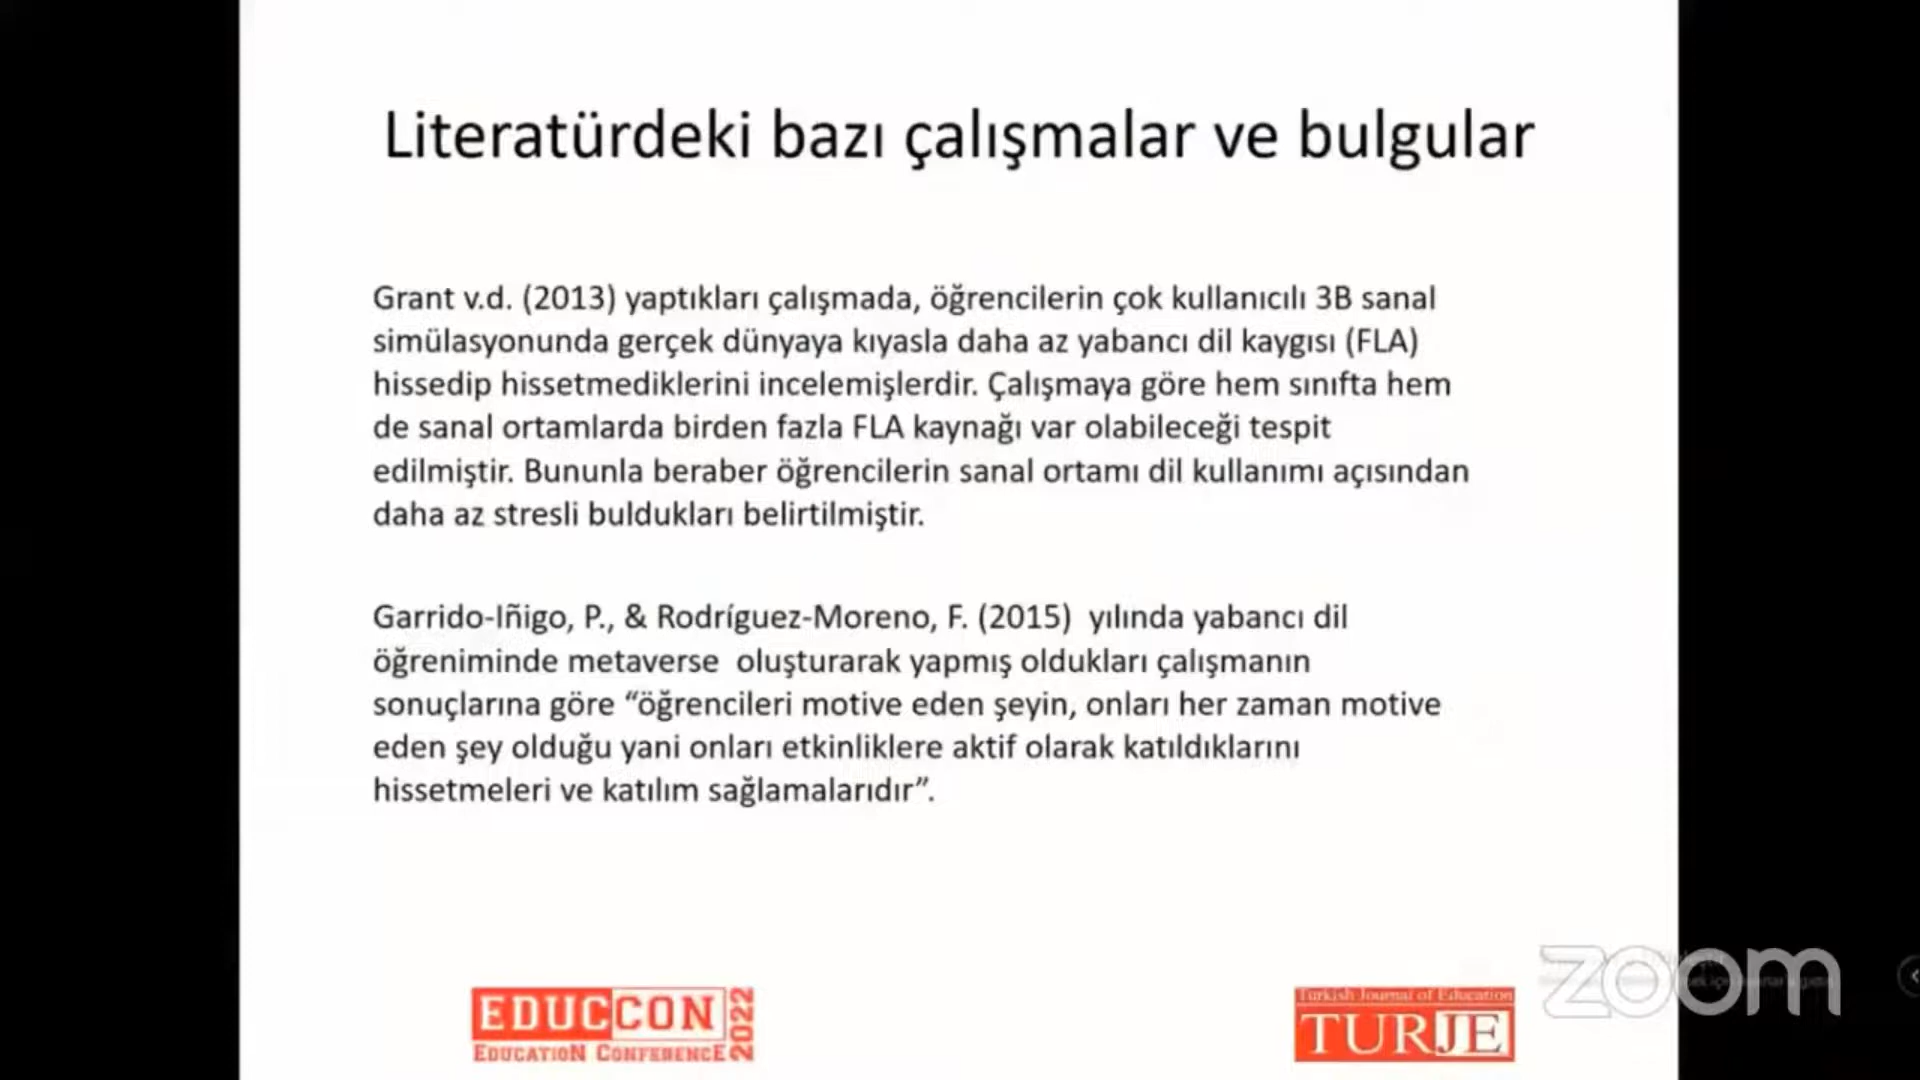 Literatürdeki bazı çalışmalar ve bulgular
Grant v.d. (2013) yaptıkları çalışmada, öğrencilerin çok kullanıcılı 3B sanal
simülasyonunda gerçek dünyaya kıyasla daha az yabancı dil kaygısı (FLA)
hissedip hissetmediklerini incelemişlerdir. Çalışmaya göre hem sınıfta hem
de sanal ortamlarda birden fazla FLA kaynağı var olabileceği tespit
edilmiştir. Bununla beraber öğrencilerin sanal ortamı dil kullanımı açısından
daha az stresli buldukları belirtilmiştir.
Garrido-Iñigo, P., & Rodríguez-Moreno, F. (2015) yılında yabancı dil
öğreniminde metaverse oluşturarak yapmış oldukları çalışmanın
sonuçlarına göre “öğrencileri motive eden şeyin, onları her zaman motive
eden şey olduğu yani onları etkinliklere aktif olarak katıldıklarını
hissetmeleri ve katılım sağlamalarıdır”.
EDUCCON 2022
EDUCATION CONFERENCE
Turkish Journal of Education
TURJE
zoom